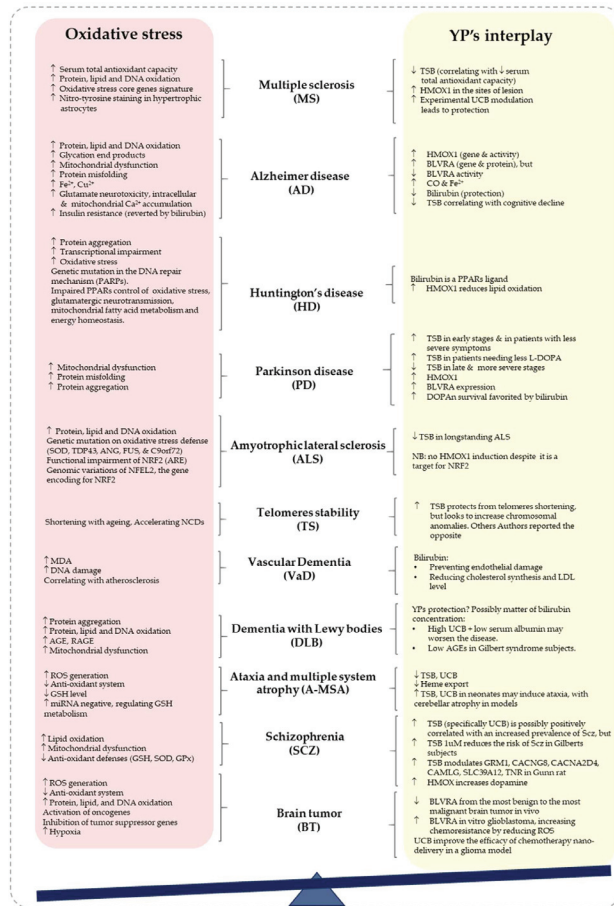 Oxidative stress
YP's interplay
↑ Serum total antioxidant capacity
↑ Protein, lipid and DNA oxidation
↑ Oxidative stress core genes signature
↑ Nitro-tyrosine staining in hypertrophic
astrocytes
Multiple sclerosis
(MS)
↓ TSB (correlating with ↓ serum
total antioxidant capacity)
↑ HMOX1 in the sites of lesion
↑ Experimental UCB modulation
leads to protection
↑ Protein, lipid and DNA oxidation
↑ Glycation end products
↑ Mitochondrial dysfunction
↑ Protein misfolding
↑ Fe²⁺, Cu²⁺
↑ Glutamate neurotoxicity, intracellular
& mitochondrial Ca²⁺ accumulation
↑ Insulin resistance (reverted by bilirubin)
Alzheimer disease
(AD)
↑ HMOX1 (gene & activity)
↑ BLVRA (gene & protein), but
↓ BLVRA activity
↑ CO & Fe²⁺
↓ Bilirubin (protection)
↓ TSB correlating with cognitive decline
↑ Protein aggregation
↑ Transcriptional impairment
↑ Oxidative stress
Genetic mutation in the DNA repair
mechanism (PARPs).
Impaired PPARs control of oxidative stress,
glutamatergic neurotransmission,
mitochondrial fatty acid metabolism and
energy homeostasis.
Huntington's disease
(HD)
Bilirubin is a PPARs ligand
↑ HMOX1 reduces lipid oxidation
↑ Mitochondrial dysfunction
↑ Protein misfolding
↑ Protein aggregation
Parkinson disease
(PD)
↑ TSB in early stages & in patients with less
severe symptoms
↑ TSB in patients needing less L-DOPA
↓ TSB in late & more severe stages
↑ HMOX1
↑ BLVRA expression
↑ DOPAn survival favorited by bilirubin
↑ Protein, lipid and DNA oxidation
Genetic mutation on oxidative stress defense
(SOD, TDP43, ANG, FUS, & C9orf72)
Functional impairment of NRF2 (ARE)
Genomic variations of NFEL2, the gene
encoding for NRF2
Amyotrophic lateral sclerosis
(ALS)
↓ TSB in longstanding ALS
NB: no HMOX1 induction despite it is a
target for NRF2
Shortening with ageing, Accelerating NCDs
Telomeres stability
(TS)
↑ TSB protects from telomeres shortening,
but looks to increase chromosomal
anomalies. Others Authors reported the
opposite
↑ MDA
↑ DNA damage
Correlating with atherosclerosis
Vascular Dementia
(VaD)
Bilirubin:
• Preventing endothelial damage
• Reducing cholesterol synthesis and LDL
level
↑ Protein aggregation
↑ Protein, lipid and DNA oxidation
↑ AGE, RAGE
↑ Mitochondrial dysfunction
Dementia with Lewy bodies
(DLB)
YPs protection? Possibly matter of bilirubin
concentration:
• High UCB + low serum albumin may
worsen the disease.
• Low AGEs in Gilbert syndrome subjects.
↑ ROS generation
↓ Anti-oxidant system
↓ GSH level
↑ miRNA negative, regulating GSH
metabolism
Ataxia and multiple system
atrophy (A-MSA)
↓ TSB, UCB
↓ Heme export
↑ TSB, UCB in neonates may induce ataxia, with
cerebellar atrophy in models
↑ Lipid oxidation
↑ Mitochondrial dysfunction
↓ Anti-oxidant defenses (GSH, SOD, GPx)
Schizophrenia
(SCZ)
↑ TSB (specifically UCB) is possibly positively
correlated with an increased prevalence of Scz, but
↑ TSB 1uM reduces the risk of Scz in Gilberts
subjects
↑ TSB modulates GRM1, CACNG8, CACNA2D4,
CAMLG, SLC39A12, TNR in Gunn rat
↑ HMOX increases dopamine
↑ ROS generation
↓ Anti-oxidant system
↑ Protein, lipid, and DNA oxidation
Activation of oncogenes
Inhibition of tumor suppressor genes
↑ Hypoxia
Brain tumor
(BT)
↓ BLVRA from the most benign to the most
malignant brain tumor in vivo
↑ BLVRA in vitro glioblastoma, increasing
chemoresistance by reducing ROS
UCB improve the efficacy of chemotherapy nano-
delivery in a glioma model